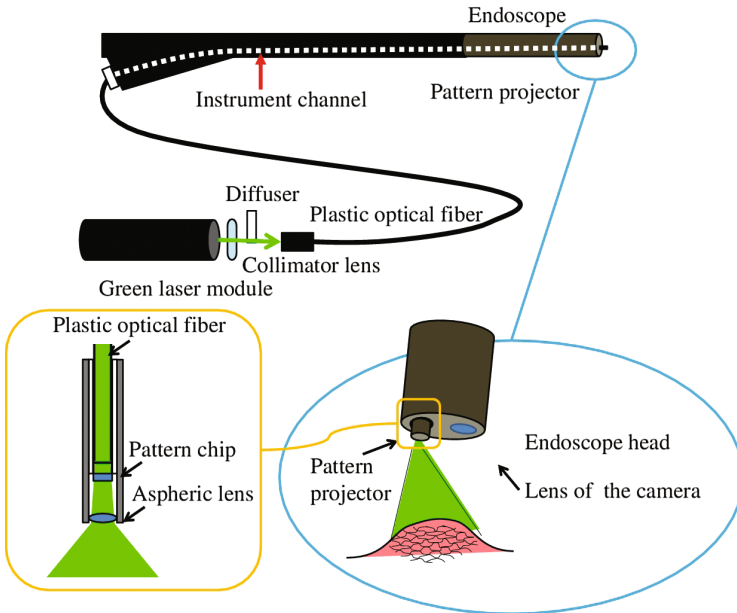 Endoscope
Instrument channel
Pattern projector
Diffuser
Plastic optical fiber
Collimator lens
Green laser module
Plastic optical fiber
Pattern chip
Aspheric lens
Pattern
projector
Endoscope head
Lens of the camera